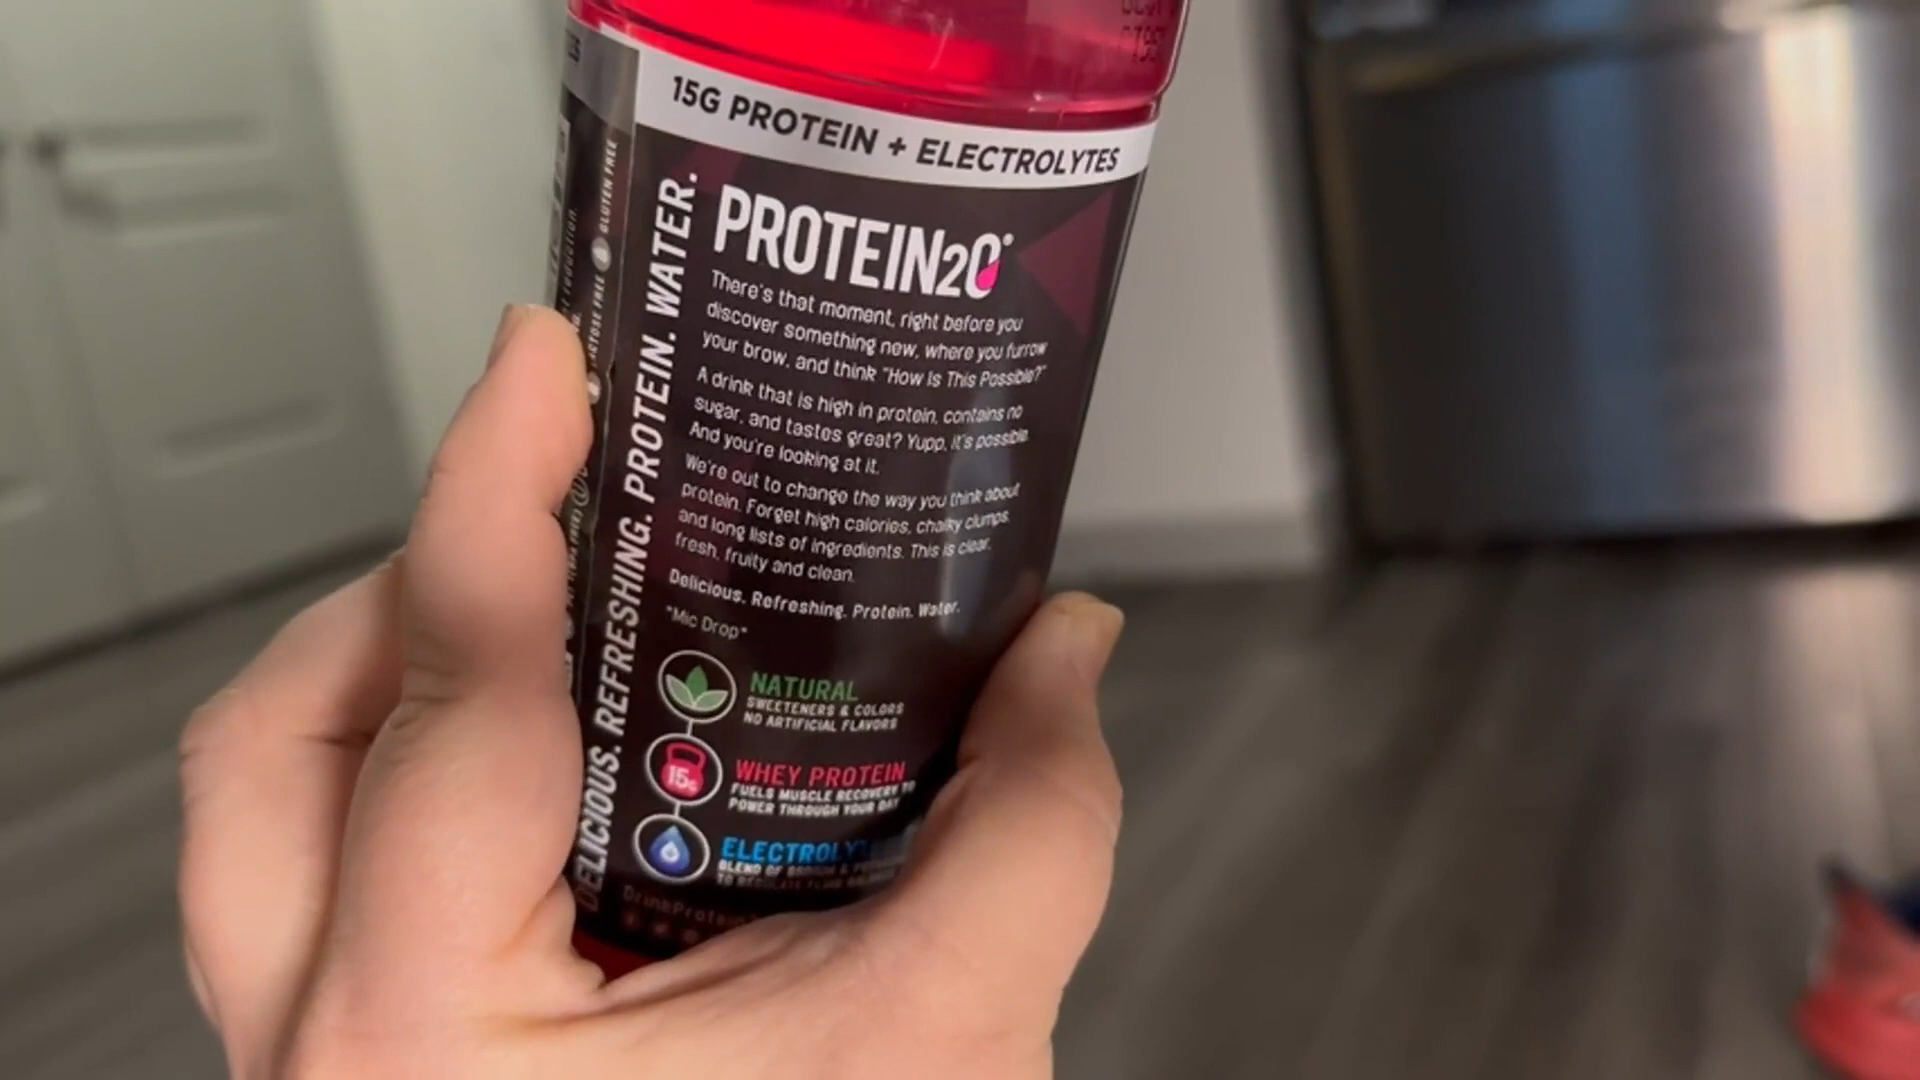 15G PROTEIN + ELECTROLYTES
PROTEIN2O
There's that moment, right before you
discover something new, where you furrow
your brow, and think "How Is This Possible?"
A drink that is high in protein, contains no
sugar, and tastes great? Yupp, it's possible.
And you're looking at it.
We're out to change the way you think about
protein. Forget high calories, chalky clumps,
and long lists of ingredients. This is clear,
fresh, fruity and clean.
Delicious. Refreshing. Protein. Water.
*Mic Drop*
NATURAL
SWEETENERS & COLORS
NO ARTIFICIAL FLAVORS
15G
WHEY PROTEIN
FUELS MUSCLE RECOVERY TO
POWER THROUGH YOUR DAY
BLEND OF
DELICIOUS. REFRESHING. PROTEIN. WATER.
LACTOSE FREE GLUTEN FREE